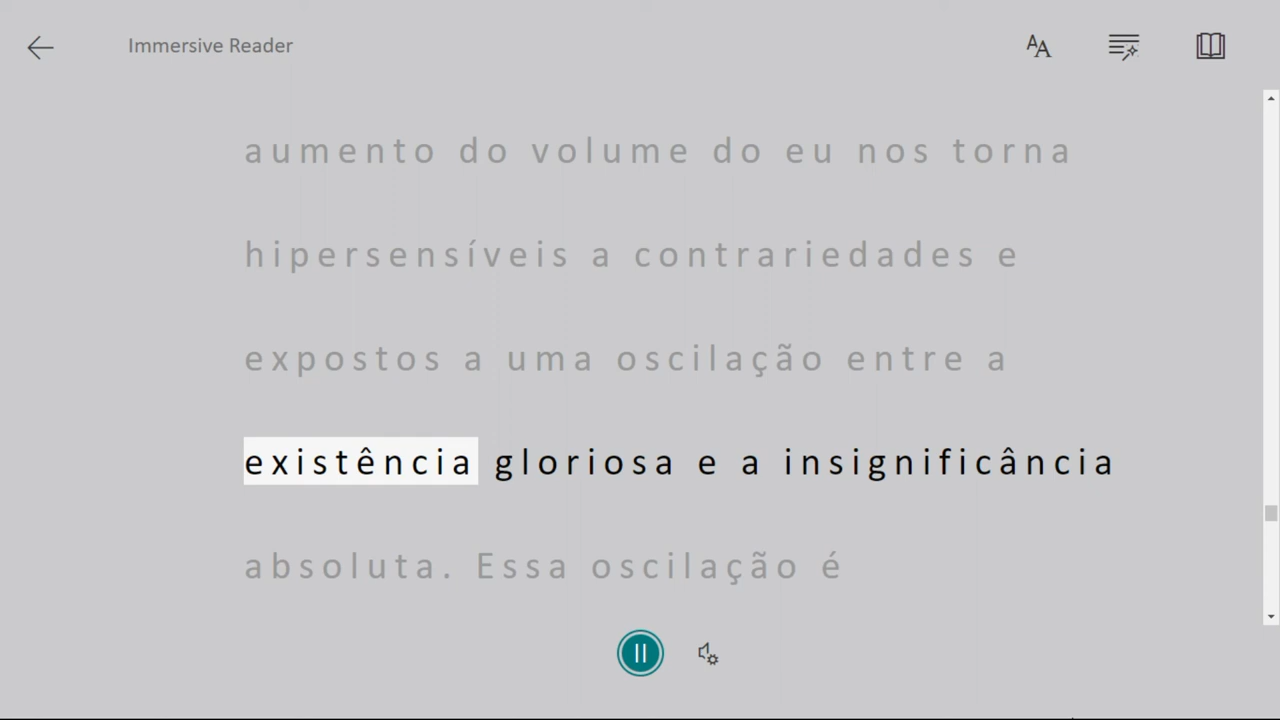 Immersive Reader
aumento do volume do eu nos torna
hipersensíveis a contrariedades e
expostos a uma oscilação entre a
existência gloriosa e a insignificância
absoluta. Essa oscilação é